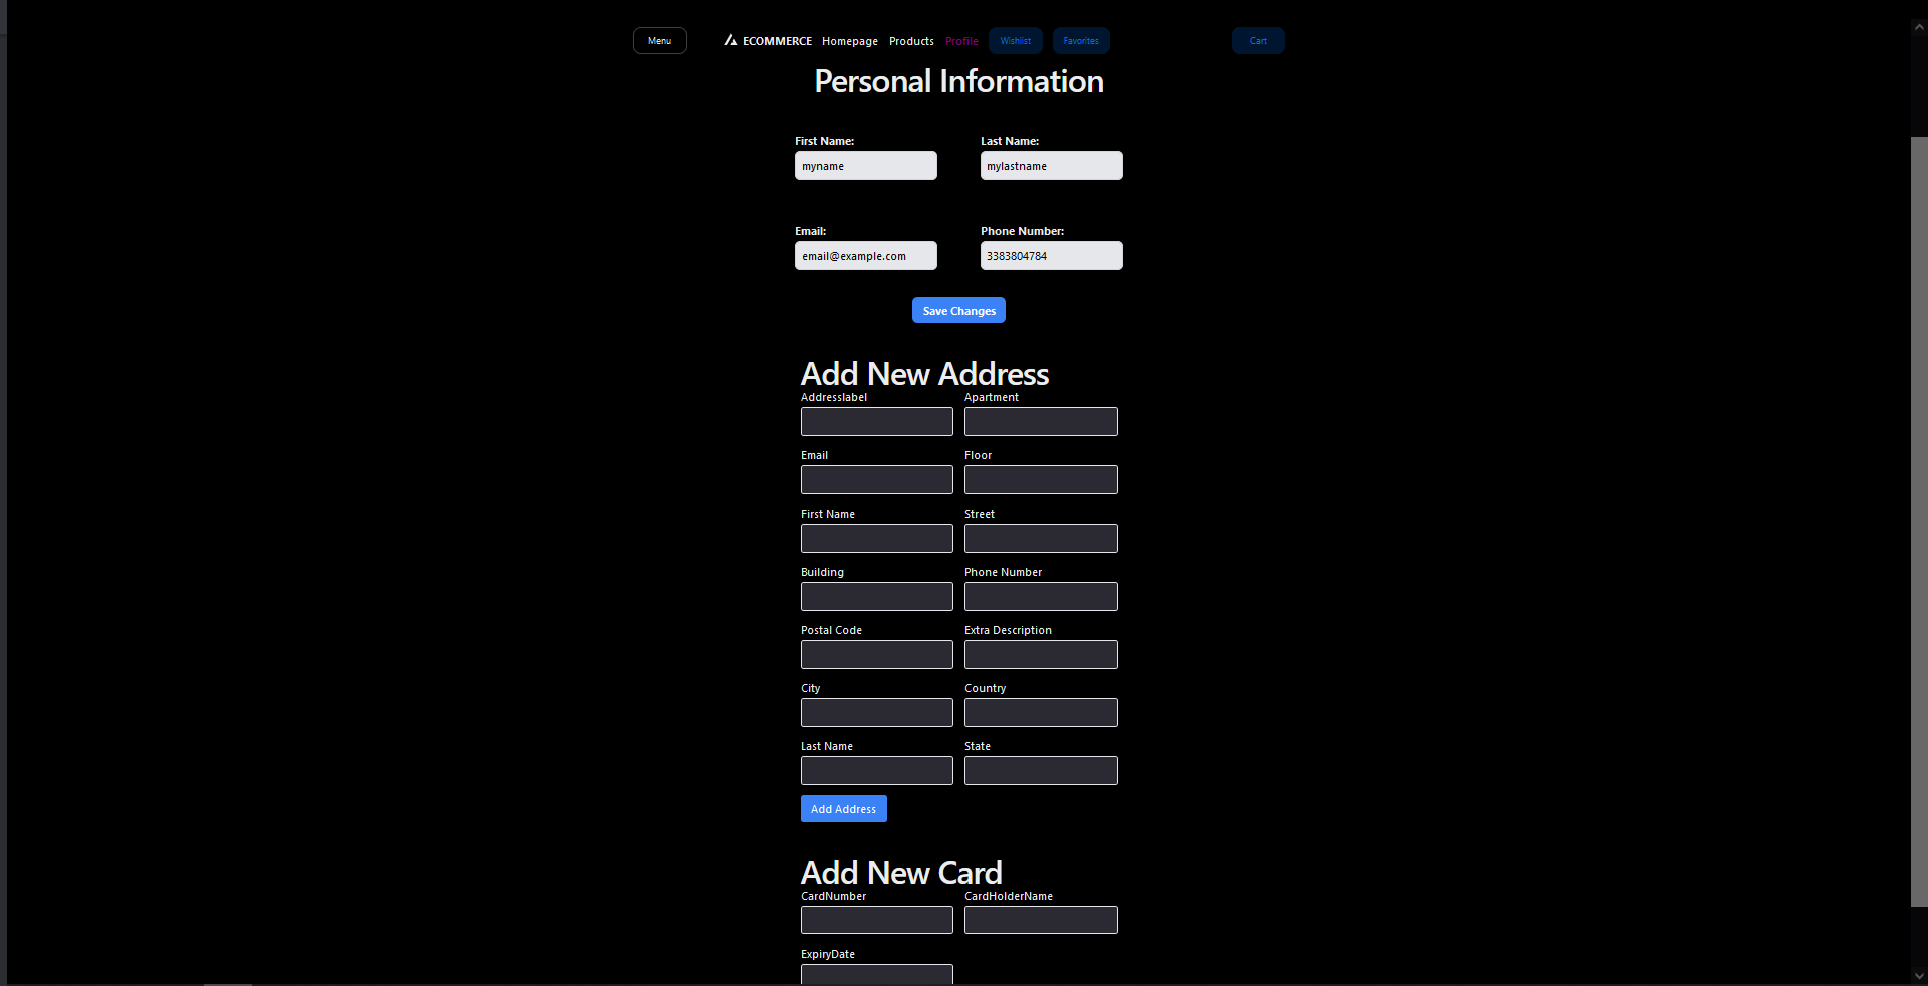 Menu
ECOMMERCE Homepage Products Profile Wishlist Favorites Cart
Personal Information
First Name: Last Name:
myname mylastname
Email: Phone Number:
email@example.com 3383804784
Save Changes
Add New Address
Addresslabel Apartment
Email Floor
First Name Street
Building Phone Number
Postal Code Extra Description
City Country
Last Name State
Add Address
Add New Card
CardNumber CardHolderName
ExpiryDate